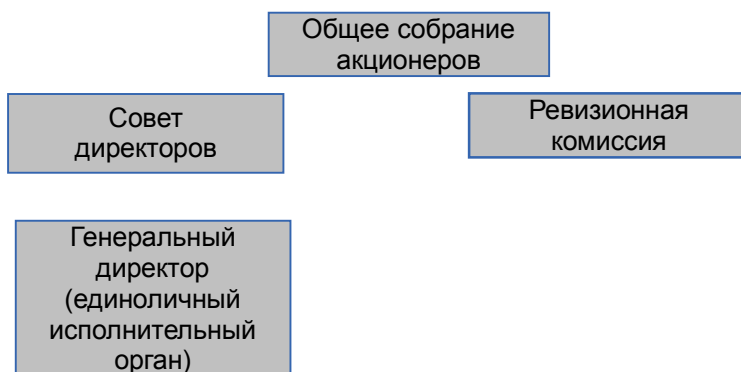 Общее собрание
акционеров
Совет
директоров
Ревизионная
комиссия
Генеральный
директор
(единоличный
исполнительный
орган)